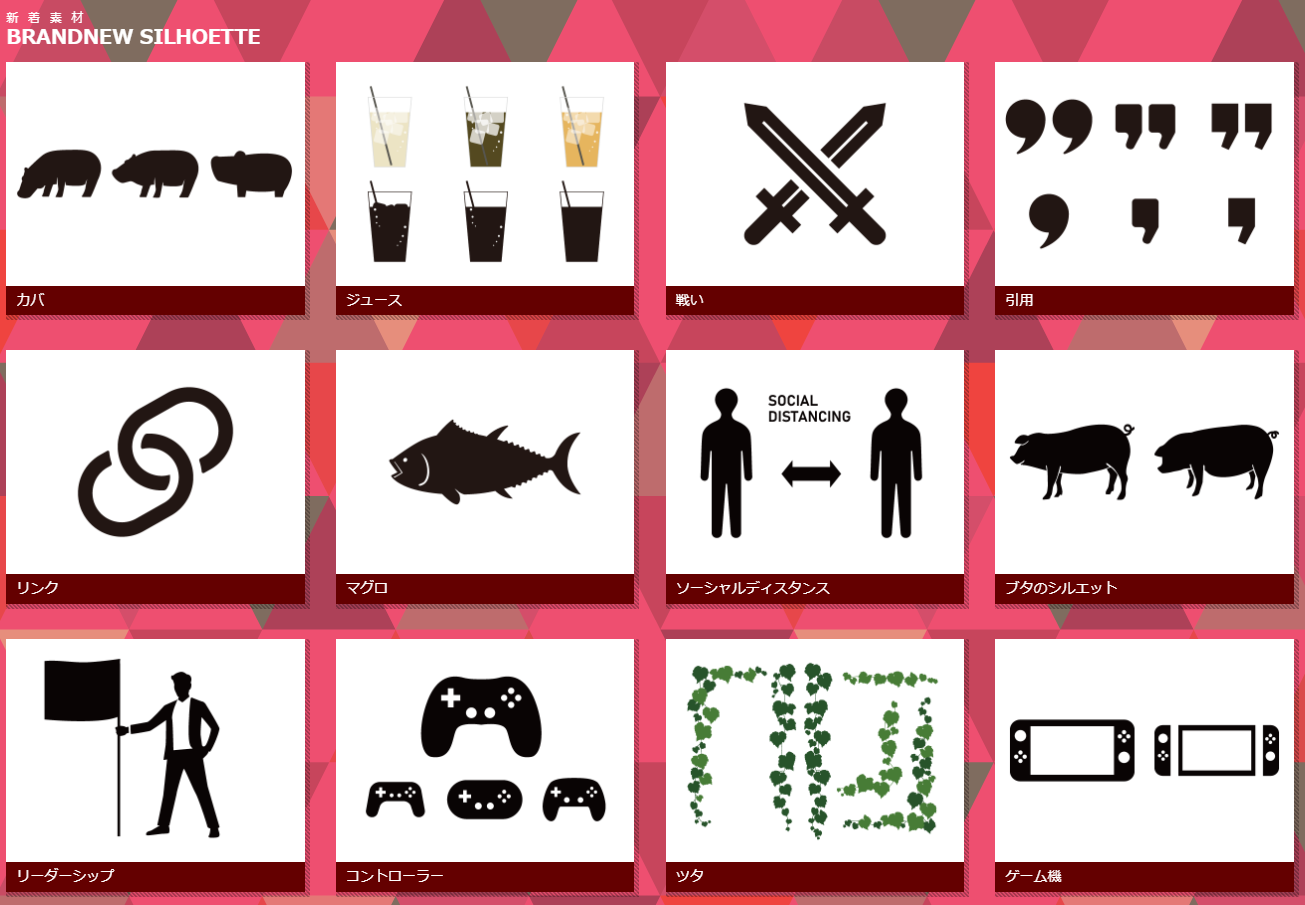 新着素材
BRANDNEW SILHOETTE
カバ
ジュース
戦い
引用
SOCIAL
DISTANCING
リンク
マグロ
ソーシャルディスタンス
ブタのシルエット
リーダーシップ
コントローラー
ツタ
ゲーム機